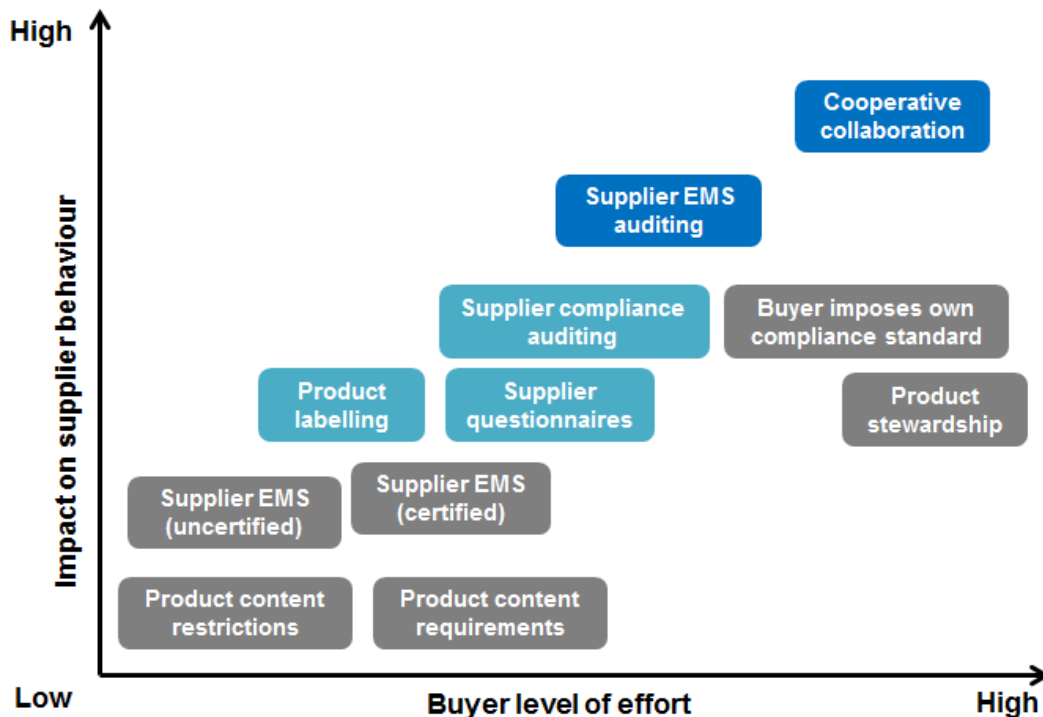 High
Cooperative
collaboration
Supplier EMS
auditing
Supplier compliance
auditing
Buyer imposes own
compliance standard
Product
labelling
Supplier
questionnaires
Product
stewardship
Supplier EMS
(uncertified)
Supplier EMS
(certified)
Product content
restrictions
Product content
requirements
Impact on supplier behaviour
Low
Buyer level of effort
High